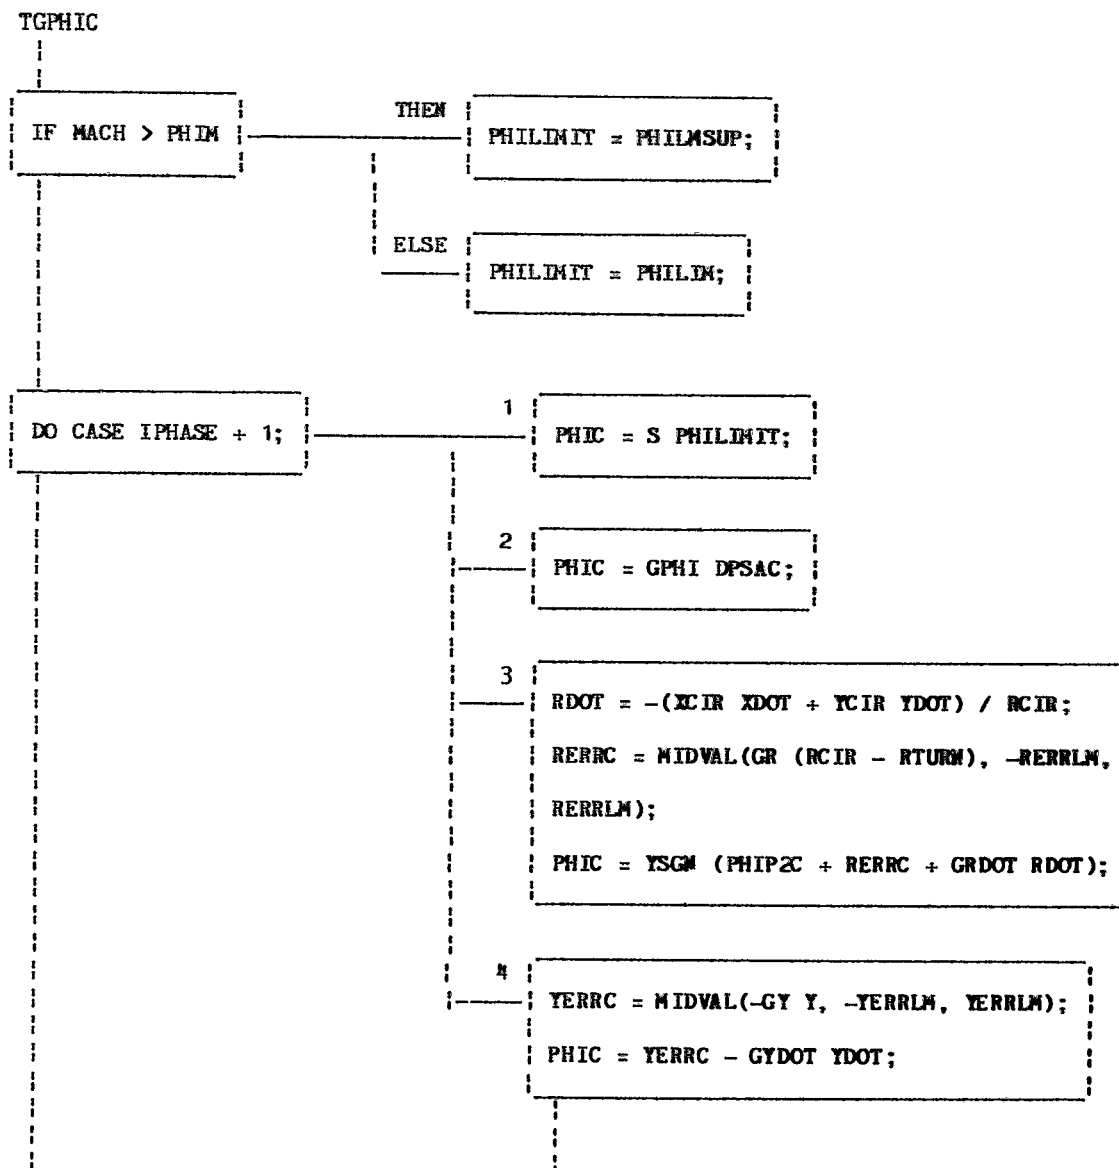 TGPHIC
IF MACH > PHIM
THEN
PHILIMIT = PHILMSUP;
ELSE
PHILIMIT = PHILIM;
DO CASE IPHASE + 1;
1
PHIC = S PHILIMIT;
2
PHIC = GPHI DPSAC;
3
RDOT = -(XCIR XDOT + YCIR YDOT) / RCIR;
RERRC = MIDVAL(GR (RCIR - RTURN), -RERRLM,
RERRLM);
PHIC = YSGN (PHIP2C + RERRC + GRDOT RDOT);
4
YERRC = MIDVAL(-GY Y, -YERRLM, YERRLM);
PHIC = YERRC - GYDOT YDOT;